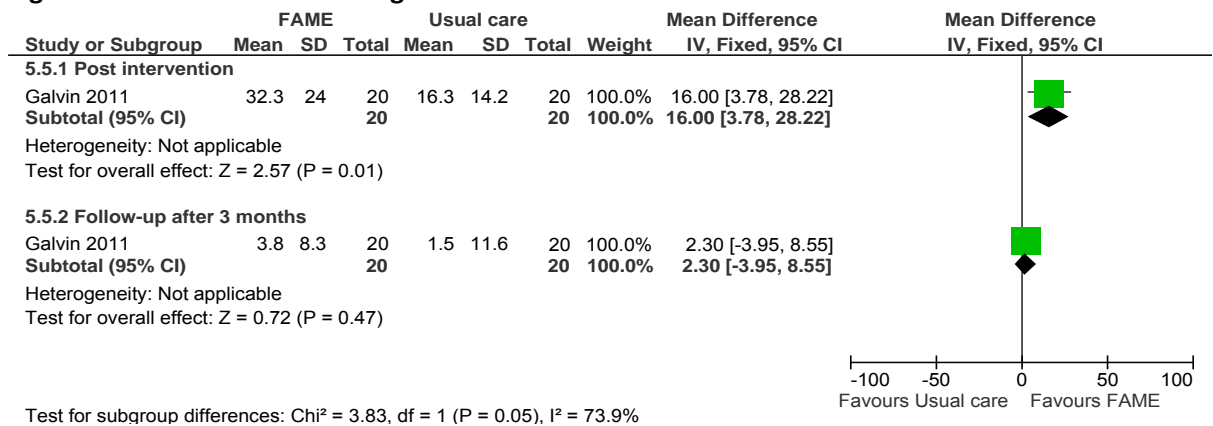 FAME Usual care Mean Difference Mean Difference
Study or Subgroup Mean SD Total Mean SD Total Weight IV, Fixed, 95% CI IV, Fixed, 95% CI
5.5.1 Post intervention
Galvin 2011 32.3 24 20 16.3 14.2 20 100.0% 16.00 [3.78, 28.22]
Subtotal (95% CI) 20 20 100.0% 16.00 [3.78, 28.22]
Heterogeneity: Not applicable
Test for overall effect: Z = 2.57 (P = 0.01)
5.5.2 Follow-up after 3 months
Galvin 2011 3.8 8.3 20 1.5 11.6 20 100.0% 2.30 [-3.95, 8.55]
Subtotal (95% CI) 20 20 100.0% 2.30 [-3.95, 8.55]
Heterogeneity: Not applicable
Test for overall effect: Z = 0.72 (P = 0.47)
-100 -50 0 50 100
Favours Usual care Favours FAME
Test for subgroup differences: Chi² = 3.83, df = 1 (P = 0.05), I² = 73.9%